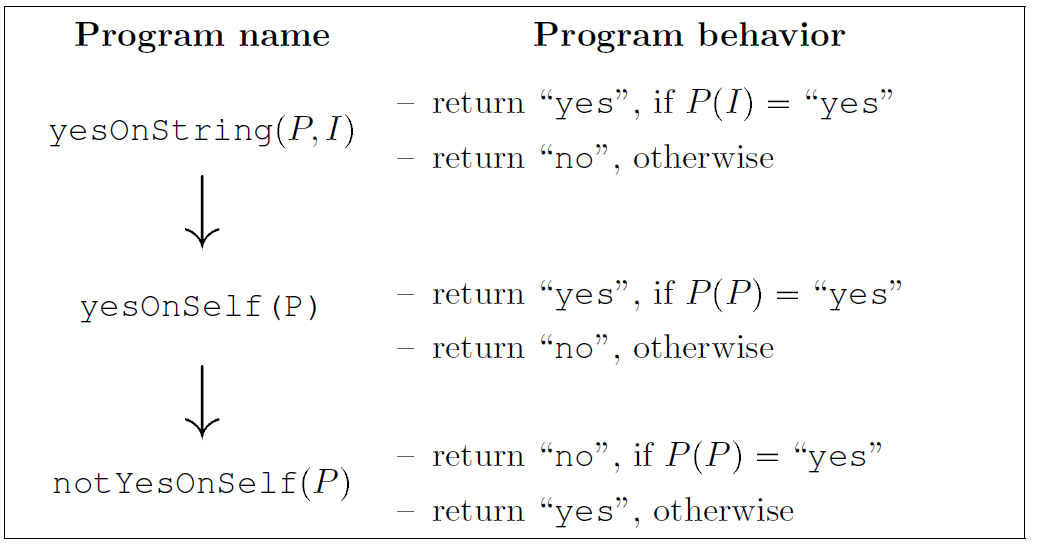 Program name Program behavior
yesOnString(P, I)
– return “yes”, if P(I) = “yes”
– return “no”, otherwise
yesOnSelf(P)
– return “yes”, if P(P) = “yes”
– return “no”, otherwise
notYesOnSelf(P)
– return “no”, if P(P) = “yes”
– return “yes”, otherwise